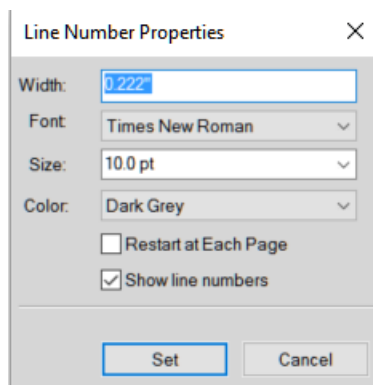 Line Number Properties
Width: 0.222"
Font: Times New Roman
Size: 10.0 pt
Color: Dark Grey
Restart at Each Page
Show line numbers
Set Cancel